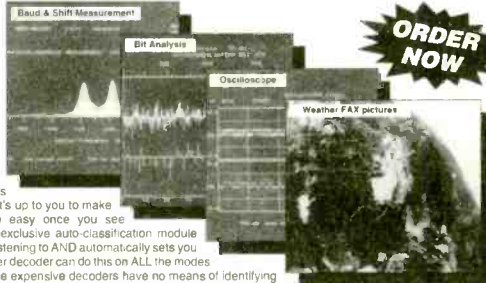 Baud & Shift Measurement
Bit Analysis
Oscilloscope
Weather FAX pictures
ORDER
NOW
s
t's up to you to make
e easy once you see
exclusive auto-classification module
stening to AND automatically sets you
er decoder can do this on ALL the modes
e expensive decoders have no means of identifying